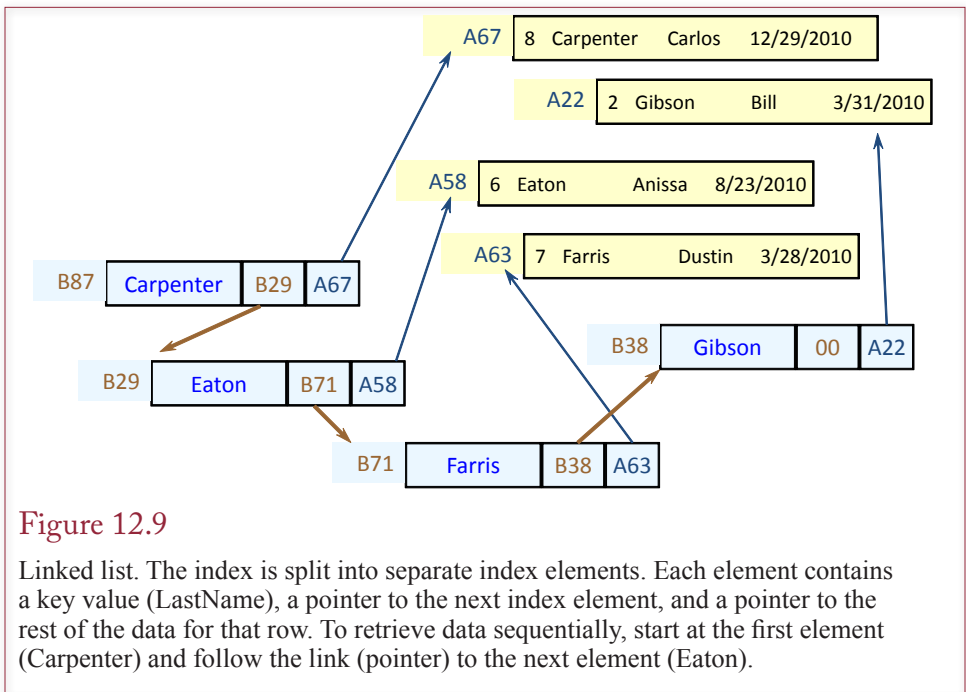 A67 8 Carpenter Carlos 12/29/2010
A22 2 Gibson Bill 3/31/2010
A58 6 Eaton Anissa 8/23/2010
A63 7 Farris Dustin 3/28/2010
B87 Carpenter B29 A67
B38 Gibson 00 A22
B29 Eaton B71 A58
B71 Farris B38 A63
Figure 12.9
Linked list. The index is split into separate index elements. Each element contains
a key value (LastName), a pointer to the next index element, and a pointer to the
rest of the data for that row. To retrieve data sequentially, start at the first element
(Carpenter) and follow the link (pointer) to the next element (Eaton).